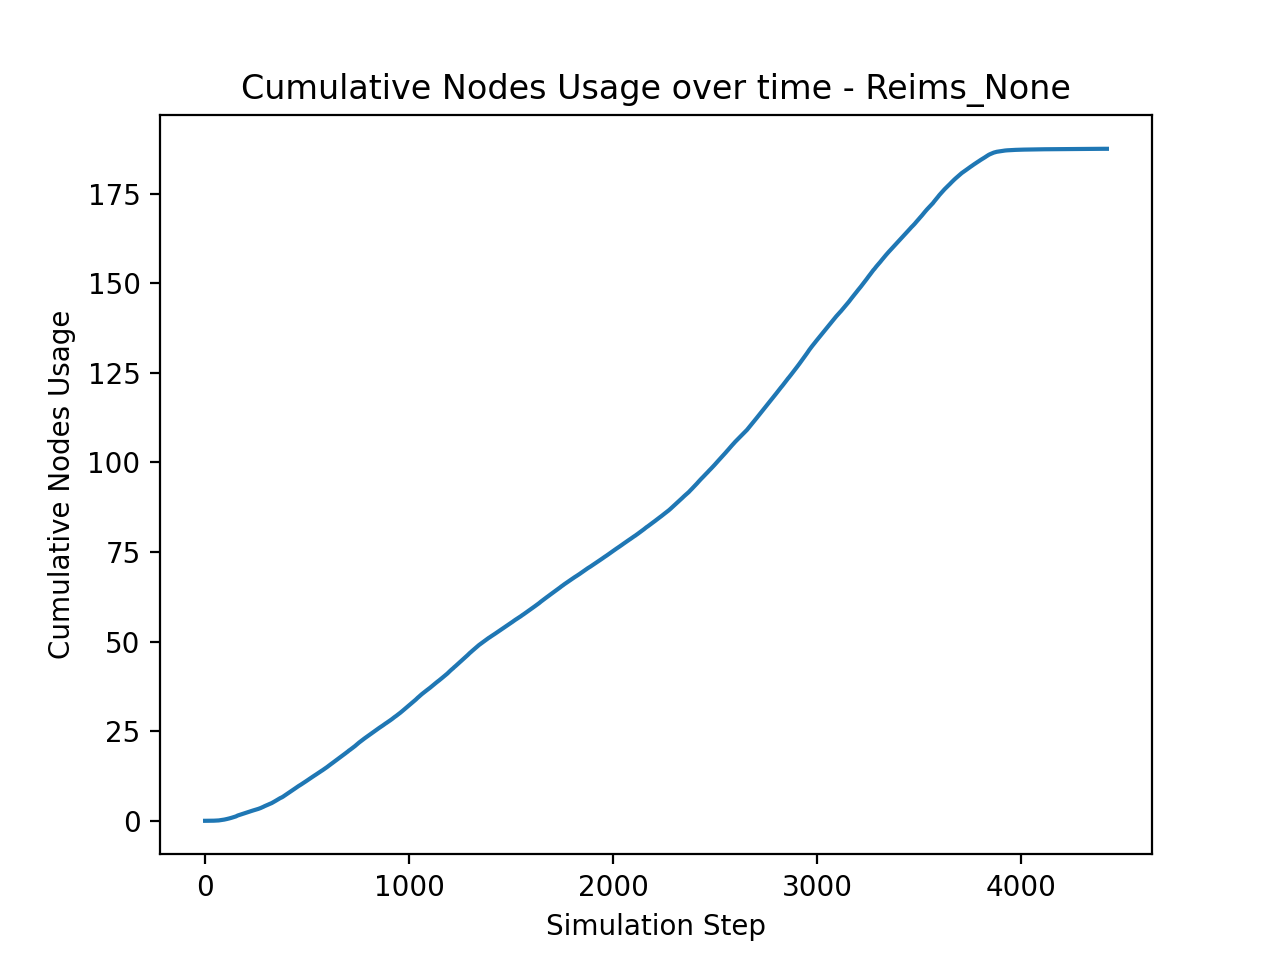 Cumulative Nodes Usage over time - Reims_None
Cumulative Nodes Usage
175
150
125
100
75
50
25
0
0 1000 2000 3000 4000
Simulation Step